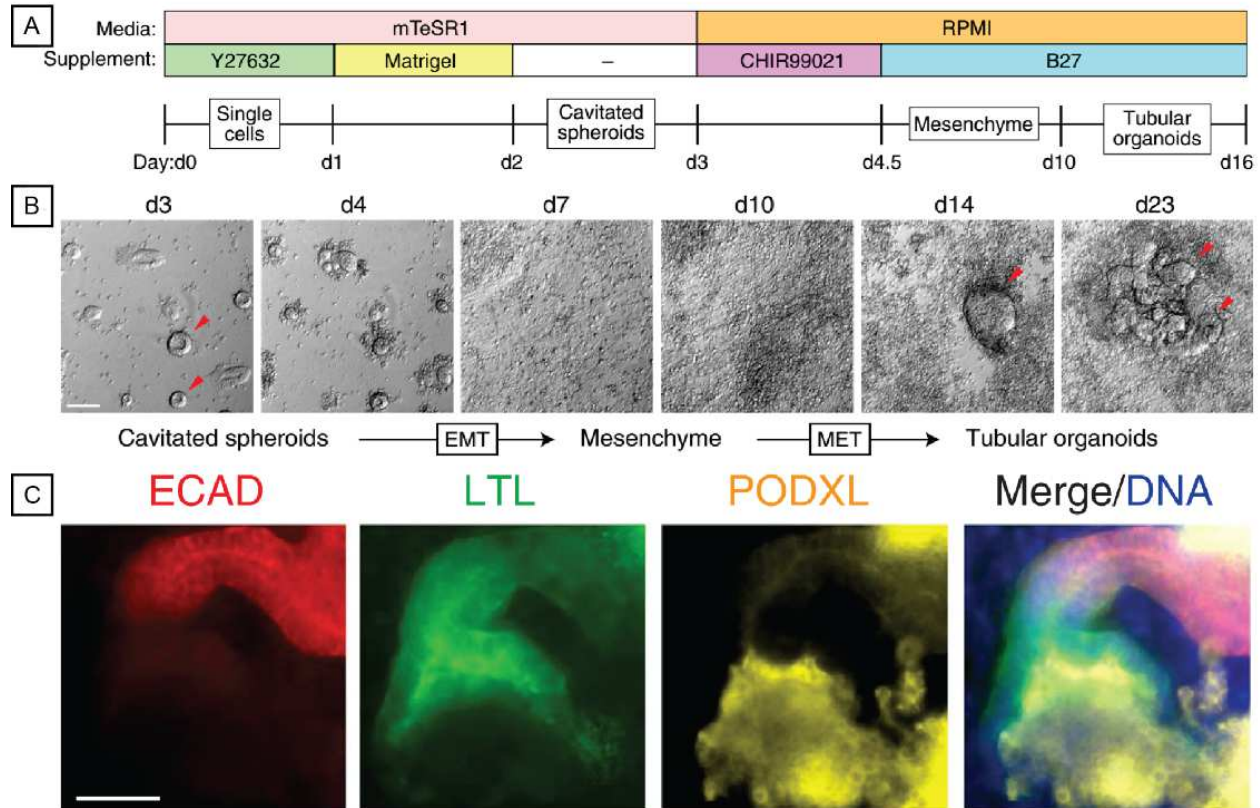 A
Media: mTeSR1 RPMI
Supplement: Y27632 Matrigel – CHIR99021 B27
Single cells Cavitated spheroids Mesenchyme Tubular organoids
Day:d0 d1 d2 d3 d4.5 d10 d16
B
d3 d4 d7 d10 d14 d23
Cavitated spheroids EMT Mesenchyme MET Tubular organoids
C
ECAD LTL PODXL Merge/DNA